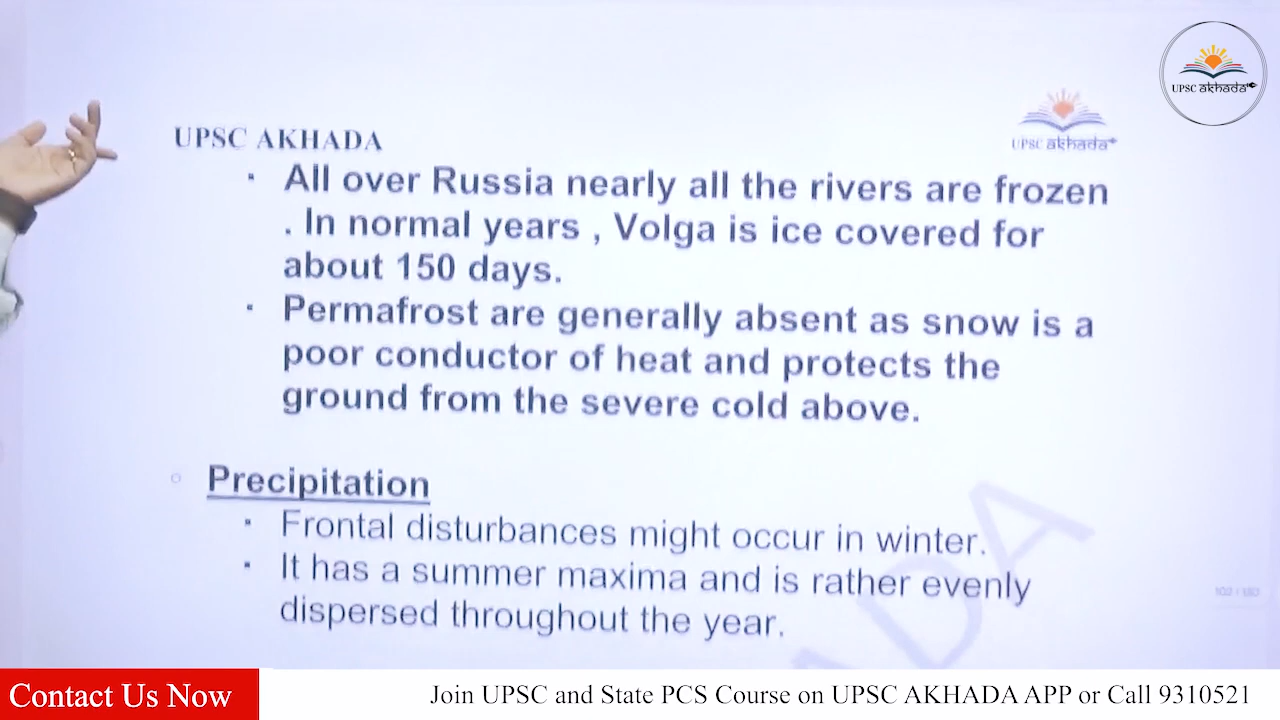 UPSC akhada
UPSC akhada
UPSC AKHADA
All over Russia nearly all the rivers are frozen
. In normal years , Volga is ice covered for
about 150 days.
Permafrost are generally absent as snow is a
poor conductor of heat and protects the
ground from the severe cold above.
Precipitation
Frontal disturbances might occur in winter.
It has a summer maxima and is rather evenly
dispersed throughout the year.
ADA
Contact Us Now
Join UPSC and State PCS Course on UPSC AKHADA APP or Call 9310521